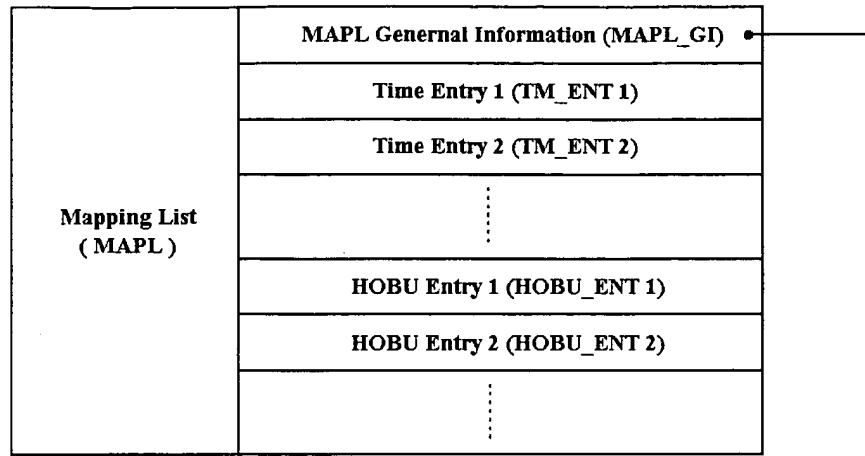 MAPL Genernal Information (MAPL_GI)
Time Entry 1 (TM_ENT 1)
Time Entry 2 (TM_ENT 2)
Mapping List
( MAPL )
HOBU Entry 1 (HOBU_ENT 1)
HOBU Entry 2 (HOBU_ENT 2)